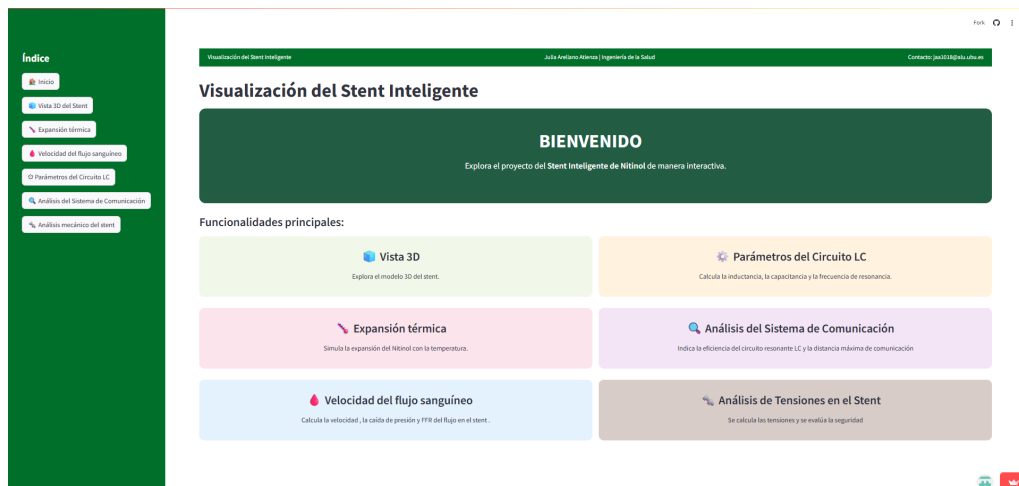 Fork
Índice
Inicio
Vista 3D del Stent
Expansión térmica
Velocidad del flujo sanguíneo
Parámetros del Circuito LC
Análisis del Sistema de Comunicación
Análisis mecánico del stent
Visualización del Stent Inteligente
Julia Arellano Atienza | Ingeniería de la Salud
Contacto: jaa1018@alu.ubu.es
Visualización del Stent Inteligente
BIENVENIDO
Explora el proyecto del Stent Inteligente de Nitinol de manera interactiva.
Funcionalidades principales:
Vista 3D
Explora el modelo 3D del stent.
Parámetros del Circuito LC
Calcula la inductancia, la capacitancia y la frecuencia de resonancia.
Expansión térmica
Simula la expansión del Nitinol con la temperatura.
Análisis del Sistema de Comunicación
Indica la eficiencia del circuito resonante LC y la distancia máxima de comunicación
Velocidad del flujo sanguíneo
Calcula la velocidad , la caída de presión y FFR del flujo en el stent .
Análisis de Tensiones en el Stent
Se calcula las tensiones y se evalúa la seguridad